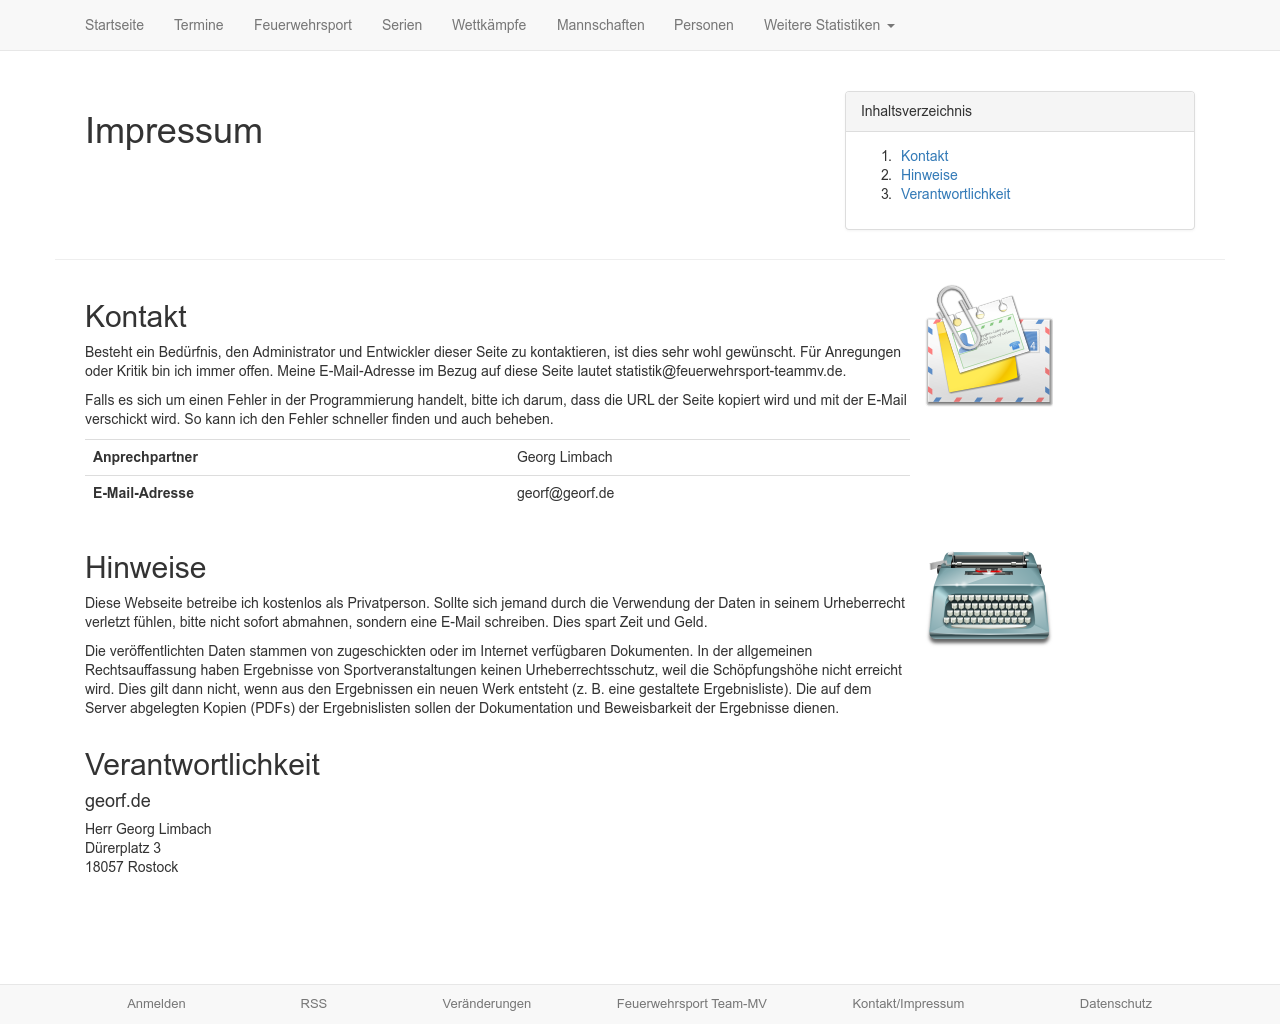 Startseite Termine Feuerwehrsport Serien Wettkämpfe Mannschaften Personen Weitere Statistiken
Impressum
Inhaltsverzeichnis
1. Kontakt
2. Hinweise
3. Verantwortlichkeit
Kontakt
Besteht ein Bedürfnis, den Administrator und Entwickler dieser Seite zu kontaktieren, ist dies sehr wohl gewünscht. Für Anregungen
oder Kritik bin ich immer offen. Meine E-Mail-Adresse im Bezug auf diese Seite lautet statistik@feuerwehrsport-teammv.de.
Falls es sich um einen Fehler in der Programmierung handelt, bitte ich darum, dass die URL der Seite kopiert wird und mit der E-Mail
verschickt wird. So kann ich den Fehler schneller finden und auch beheben.
Anprechpartner Georg Limbach
E-Mail-Adresse georf@georf.de
Hinweise
Diese Webseite betreibe ich kostenlos als Privatperson. Sollte sich jemand durch die Verwendung der Daten in seinem Urheberrecht
verletzt fühlen, bitte nicht sofort abmahnen, sondern eine E-Mail schreiben. Dies spart Zeit und Geld.
Die veröffentlichten Daten stammen von zugeschickten oder im Internet verfügbaren Dokumenten. In der allgemeinen
Rechtsauffassung haben Ergebnisse von Sportveranstaltungen keinen Urheberrechtsschutz, weil die Schöpfungshöhe nicht erreicht
wird. Dies gilt dann nicht, wenn aus den Ergebnissen ein neuen Werk entsteht (z. B. eine gestaltete Ergebnisliste). Die auf dem
Server abgelegten Kopien (PDFs) der Ergebnislisten sollen der Dokumentation und Beweisbarkeit der Ergebnisse dienen.
Verantwortlichkeit
georf.de
Herr Georg Limbach
Dürerplatz 3
18057 Rostock
Anmelden RSS Veränderungen Feuerwehrsport Team-MV Kontakt/Impressum Datenschutz